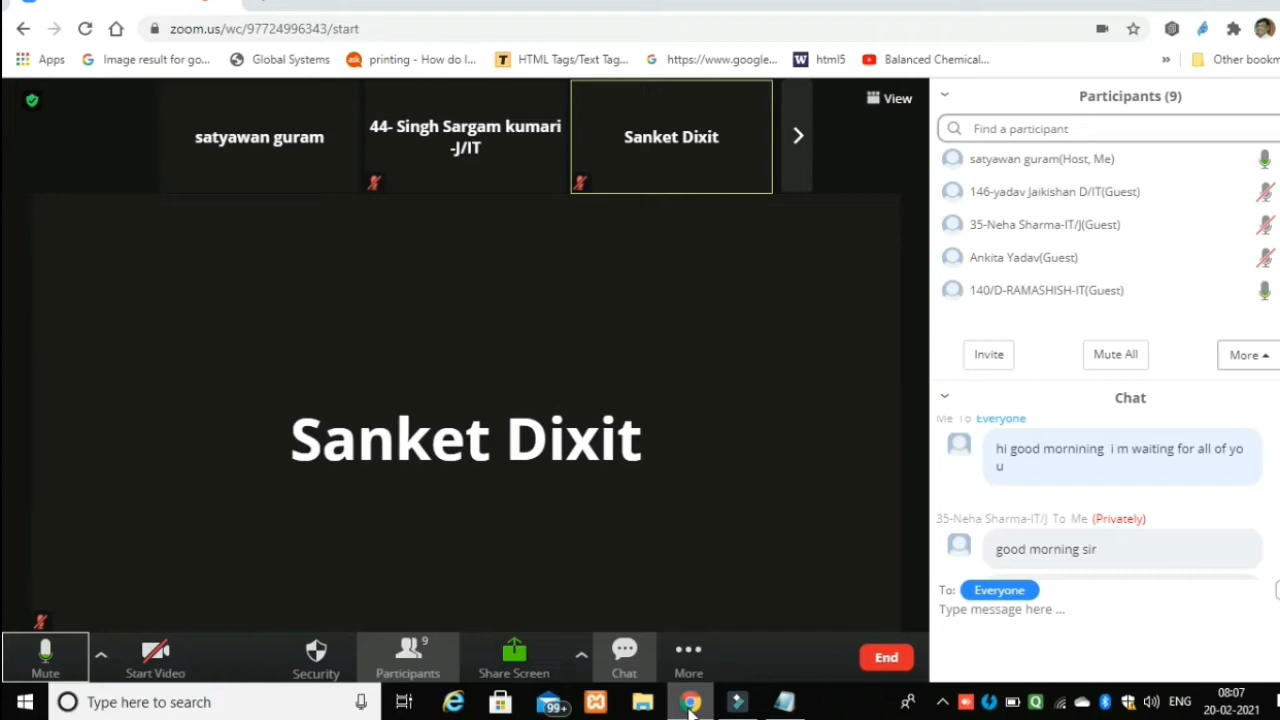 zoom.us/wc/97724996343/start
Apps
Image result for go...
Global Systems
ask
printing - How do I...
T
HTML Tags/Text Tag...
https://www.google...
W
html5
Balanced Chemical...
»
Other bookm
View
satyawan guram
44- Singh Sargam kumari
-J/IT
Sanket Dixit
Sanket Dixit
Participants (9)
Find a participant
satyawan guram(Host, Me)
146-yadav Jaikishan D/IT(Guest)
35-Neha Sharma-IT/J(Guest)
Ankita Yadav(Guest)
140/D-RAMASHISH-IT(Guest)
Invite
Mute All
More
Chat
Me To Everyone
hi good mornining i m waiting for all of yo
u
35-Neha Sharma-IT/J To Me (Privately)
good morning sir
To: Everyone
Type message here ...
Mute
Start Video
Security
9
Participants
Share Screen
Chat
More
End
Type here to search
99+
ENG
08:07
20-02-2021